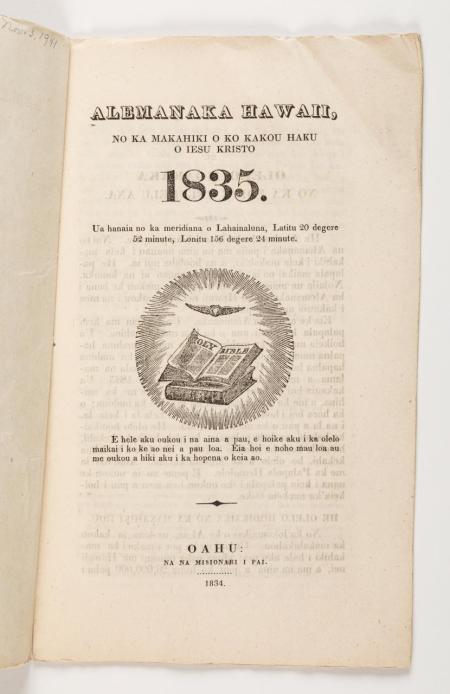 Nov. 3, 1941
ALEMANAKA HAWAII,
NO KA MAKAHIKI O KO KAKOU HAKU
O IESU KRISTO
1835.
Ua hanaia no ka meridiana o Lahainaluna, Latitu 20 degere
52 minute, Lonitu 156 degere 24 minute.
HOLY BIBLE
E hele aku oukou i na aina a pau, e hoike aku i ka olelo
maikai i ko ke ao nei a pau loa. Eia hoi e noho mau loa au
me oukou a hiki aku i ka hopena o keia ao.
OAHU:
NA NA MISIONARI I PAI.
1834.